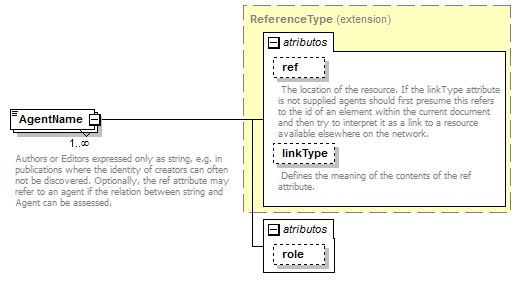 ReferenceType (extension)
atributos
ref
The location of the resource. If the linkType attribute
is not supplied agents should first presume this refers
to the id of an element within the current document
and then try to interpret it as a link to a resource
available elsewhere on the network.
linkType
Defines the meaning of the contents of the ref
attribute.
AgentName
1..∞
Authors or Editors expressed only as string, e.g. in
publications where the identity of creators can often
not be discovered. Optionally, the ref attribute may
refer to an agent if the relation between string and
Agent can be assessed.
atributos
role